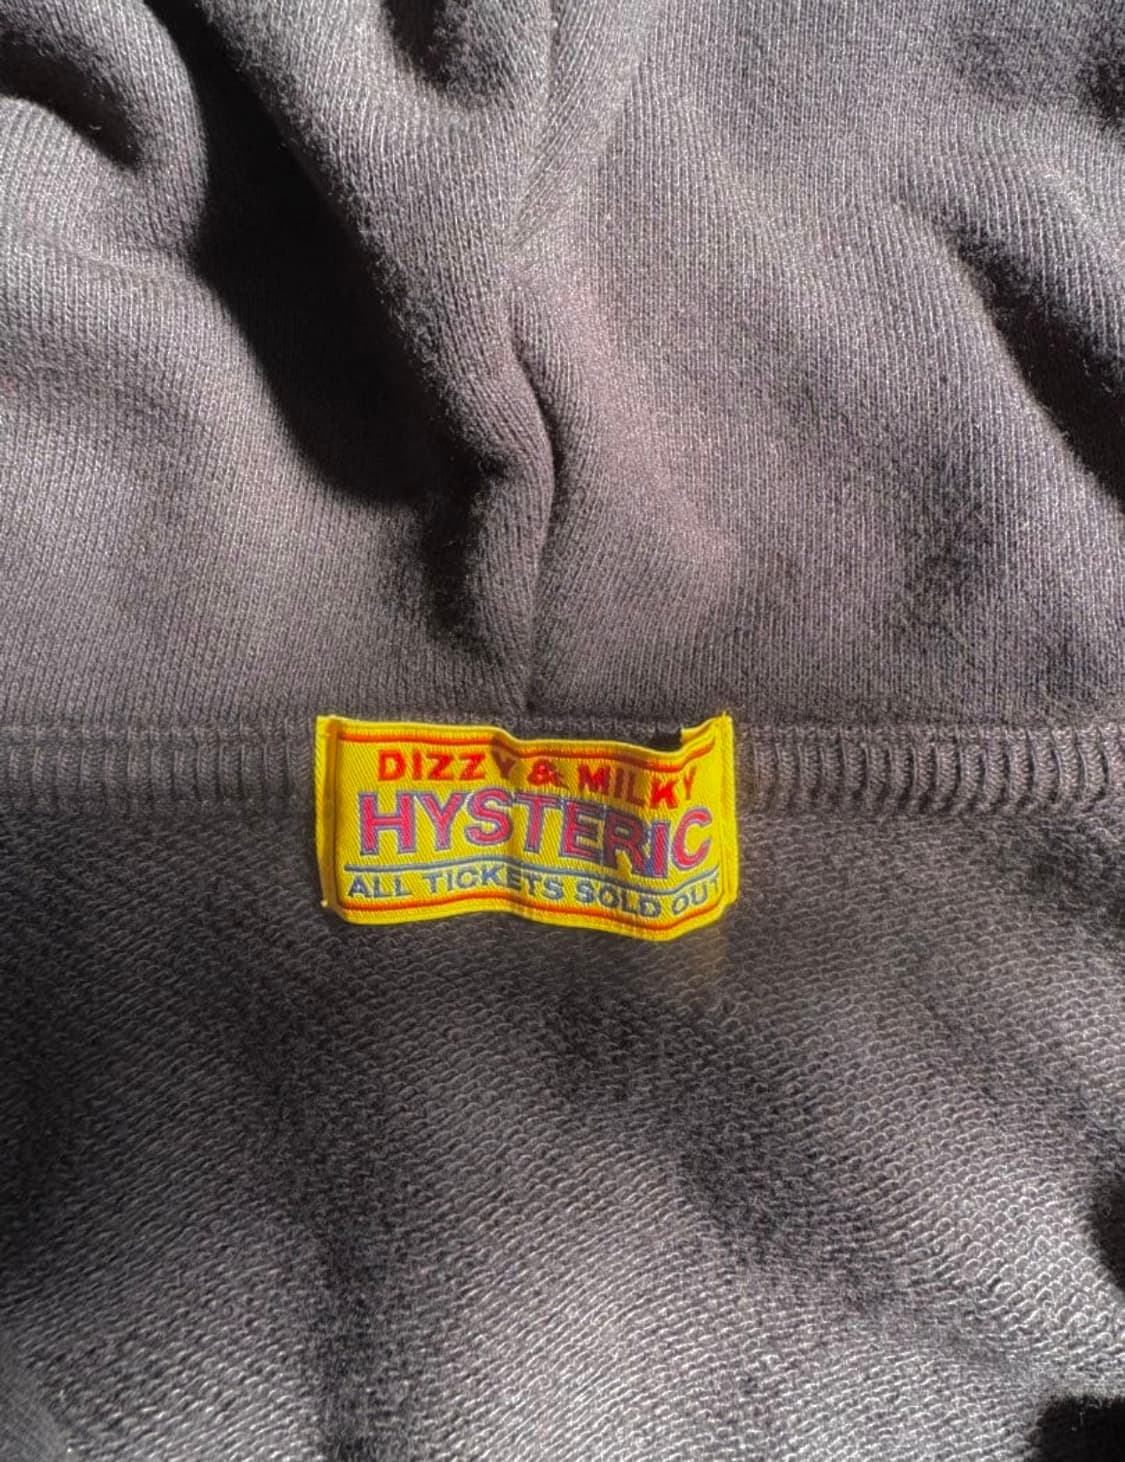 DIZZY & MILKY
HYSTERIC
ALL TICKETS SOLD OUT